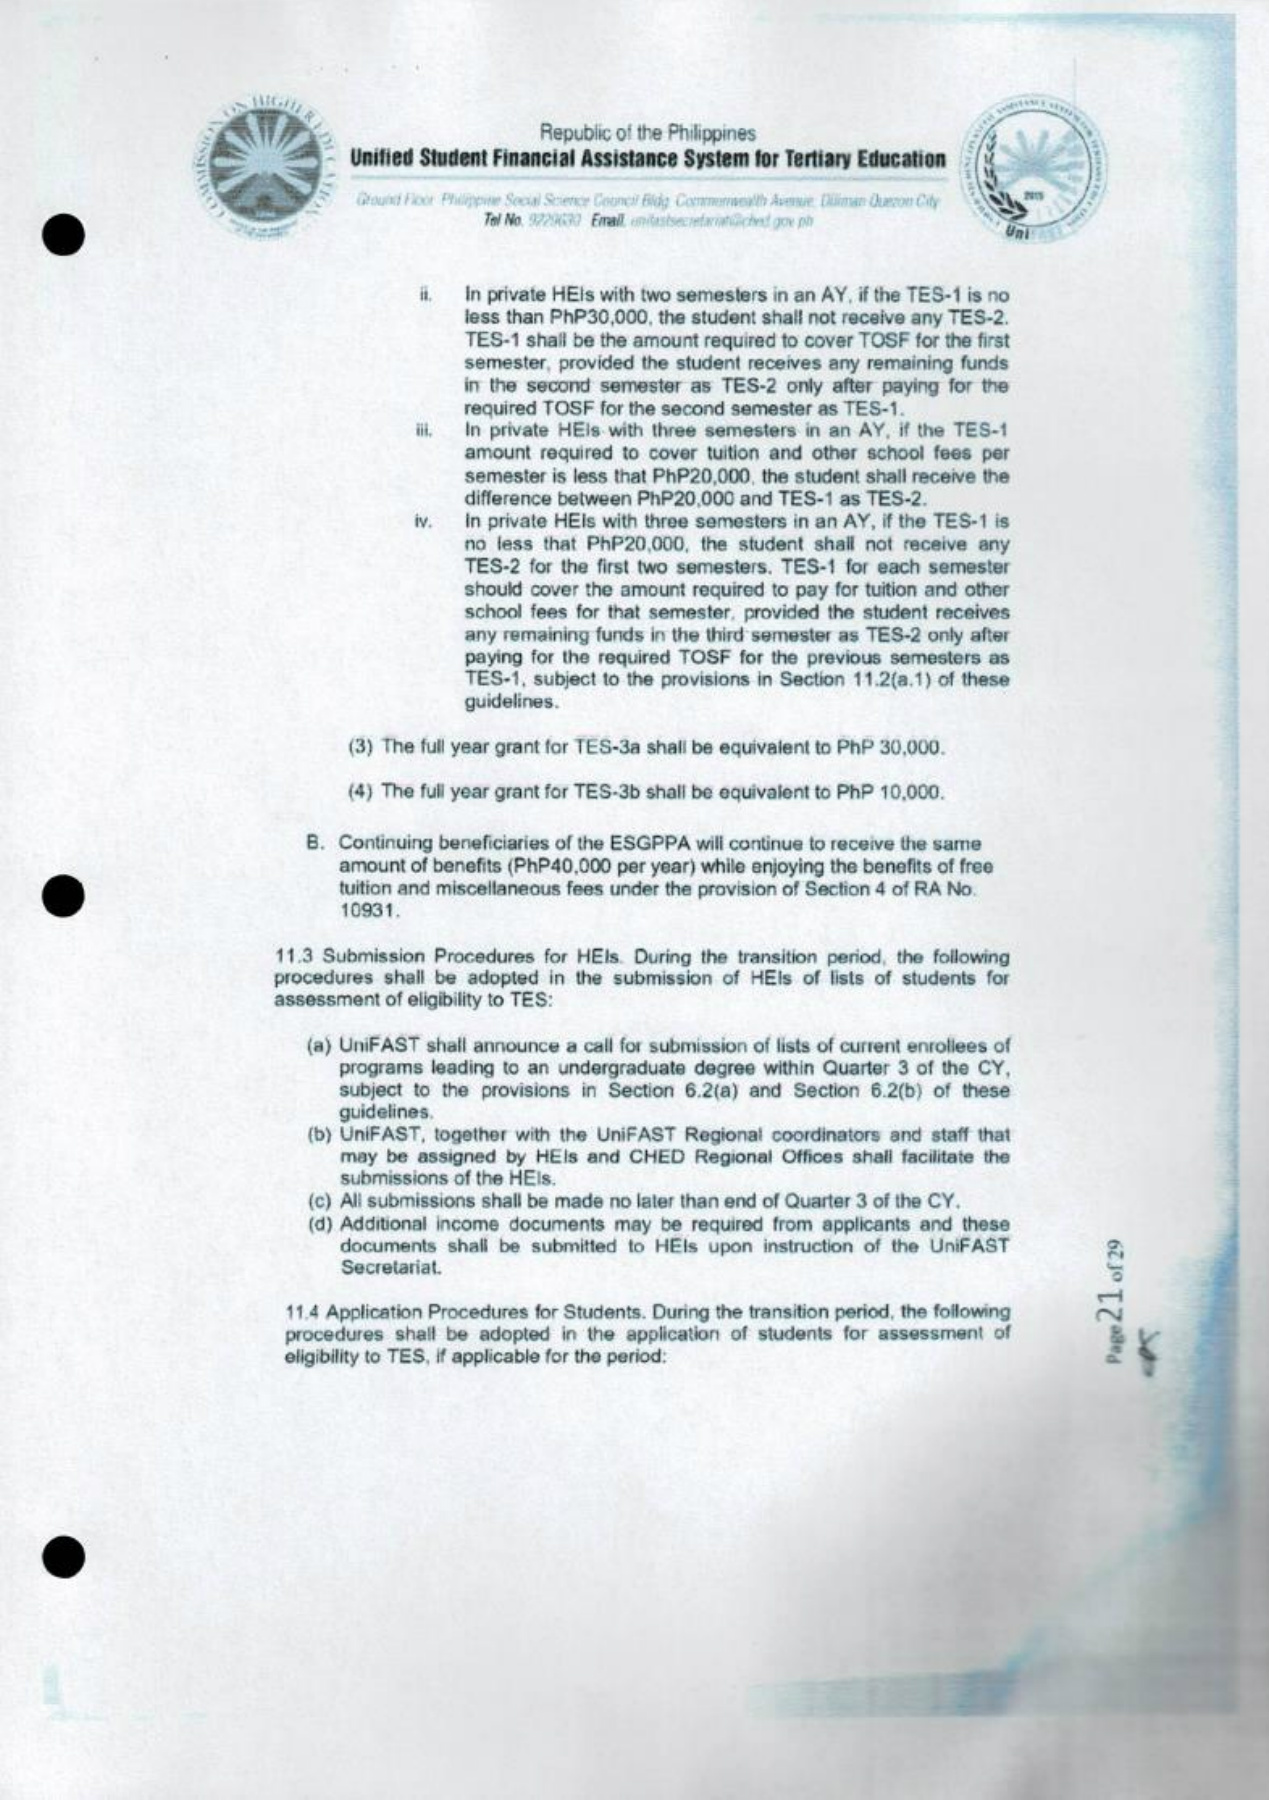 COMMISSION ON HIGHER EDUCATION
Republic of the Philippines
Unified Student Financial Assistance System for Tertiary Education
Ground Floor Philippine Social Science Council Bldg Commonwealth Avenue, Diliman Quezon City
Tel No. 9229630 Email. unifastsecretariat@ched.gov.ph
2015
Uni
ii. In private HEIs with two semesters in an AY, if the TES-1 is no
less than PhP30,000, the student shall not receive any TES-2.
TES-1 shall be the amount required to cover TOSF for the first
semester, provided the student receives any remaining funds
in the second semester as TES-2 only after paying for the
required TOSF for the second semester as TES-1.
iii. In private HEIs with three semesters in an AY, if the TES-1
amount required to cover tuition and other school fees per
semester is less that PhP20,000, the student shall receive the
difference between PhP20,000 and TES-1 as TES-2.
iv. In private HEIs with three semesters in an AY, if the TES-1 is
no less that PhP20,000, the student shall not receive any
TES-2 for the first two semesters. TES-1 for each semester
should cover the amount required to pay for tuition and other
school fees for that semester, provided the student receives
any remaining funds in the third semester as TES-2 only after
paying for the required TOSF for the previous semesters as
TES-1, subject to the provisions in Section 11.2(a.1) of these
guidelines.
(3) The full year grant for TES-3a shall be equivalent to PhP 30,000.
(4) The full year grant for TES-3b shall be equivalent to PhP 10,000.
B. Continuing beneficiaries of the ESGPPA will continue to receive the same
amount of benefits (PhP40,000 per year) while enjoying the benefits of free
tuition and miscellaneous fees under the provision of Section 4 of RA No.
10931.
11.3 Submission Procedures for HEIs. During the transition period, the following
procedures shall be adopted in the submission of HEIs of lists of students for
assessment of eligibility to TES:
(a) UniFAST shall announce a call for submission of lists of current enrollees of
programs leading to an undergraduate degree within Quarter 3 of the CY,
subject to the provisions in Section 6.2(a) and Section 6.2(b) of these
guidelines.
(b) UniFAST, together with the UniFAST Regional coordinators and staff that
may be assigned by HEIs and CHED Regional Offices shall facilitate the
submissions of the HEIs.
(c) All submissions shall be made no later than end of Quarter 3 of the CY.
(d) Additional income documents may be required from applicants and these
documents shall be submitted to HEIs upon instruction of the UniFAST
Secretariat.
11.4 Application Procedures for Students. During the transition period, the following
procedures shall be adopted in the application of students for assessment of
eligibility to TES, if applicable for the period:
Page 21 of 29